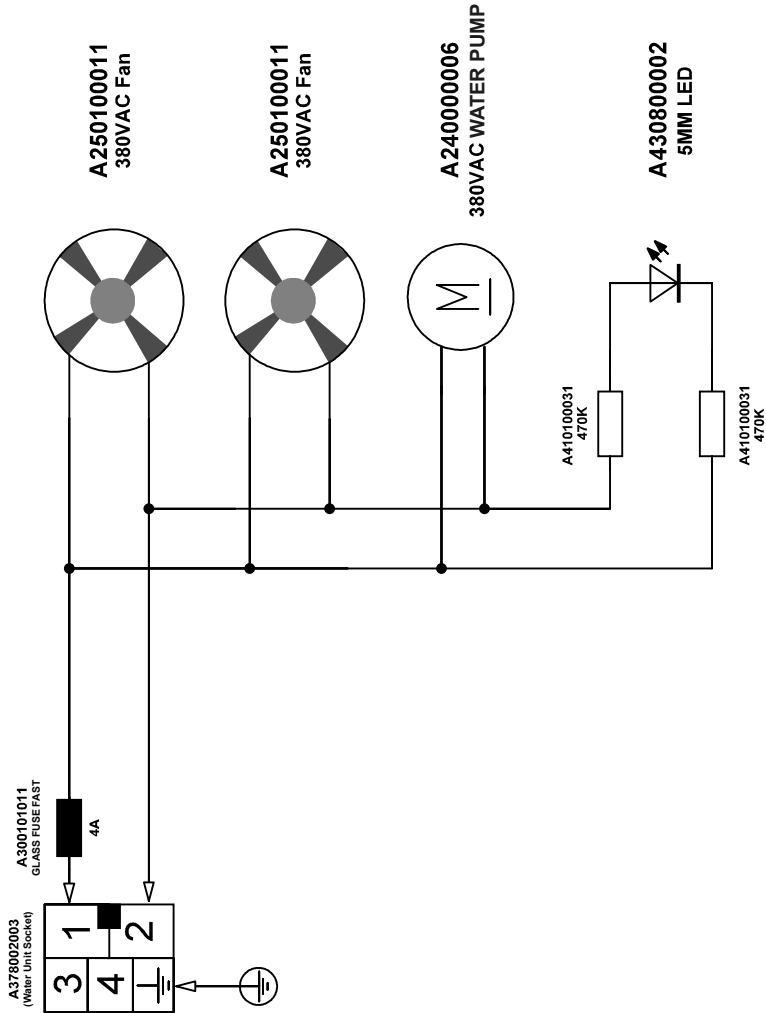 A250100011
380VAC Fan
A250100011
380VAC Fan
A240000006
380VAC WATER PUMP
A430800002
5MM LED
M
A410100031
470K
A410100031
470K
A300101011
GLASS FUSE FAST
4A
A378002003
(Water Unit Socket)
1
2
3
4